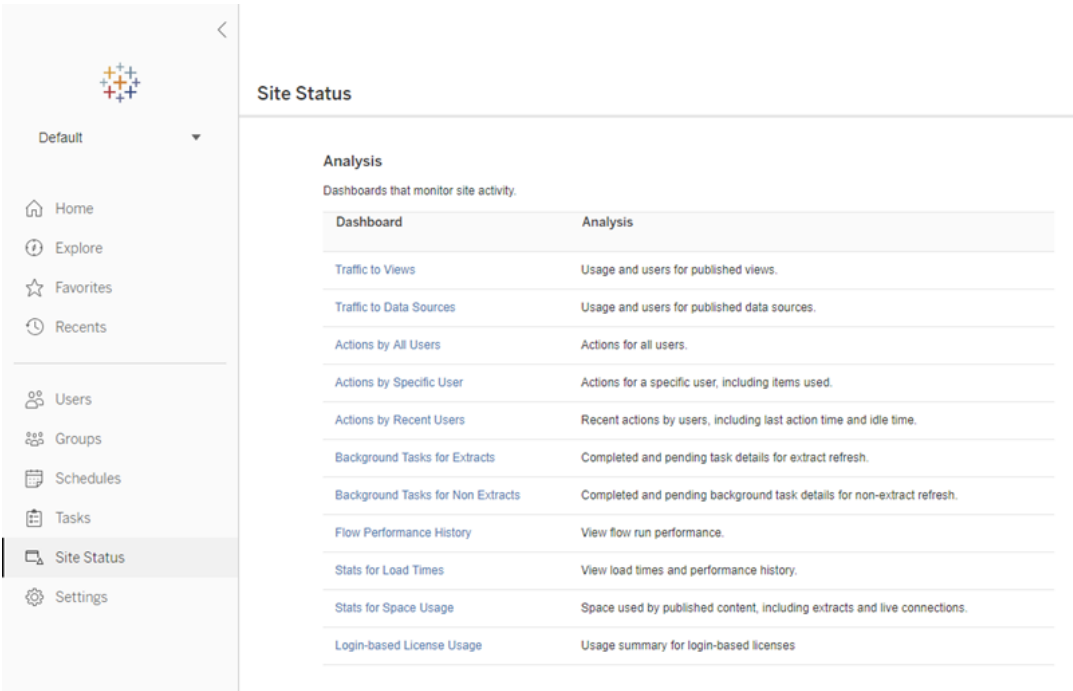 Default
Home
Explore
Favorites
Recents
Users
Groups
Schedules
Tasks
Site Status
Settings
Site Status
Analysis
Dashboards that monitor site activity.
Dashboard Analysis
Traffic to Views Usage and users for published views.
Traffic to Data Sources Usage and users for published data sources.
Actions by All Users Actions for all users.
Actions by Specific User Actions for a specific user, including items used.
Actions by Recent Users Recent actions by users, including last action time and idle time.
Background Tasks for Extracts Completed and pending task details for extract refresh.
Background Tasks for Non Extracts Completed and pending background task details for non-extract refresh.
Flow Performance History View flow run performance.
Stats for Load Times View load times and performance history.
Stats for Space Usage Space used by published content, including extracts and live connections.
Login-based License Usage Usage summary for login-based licenses